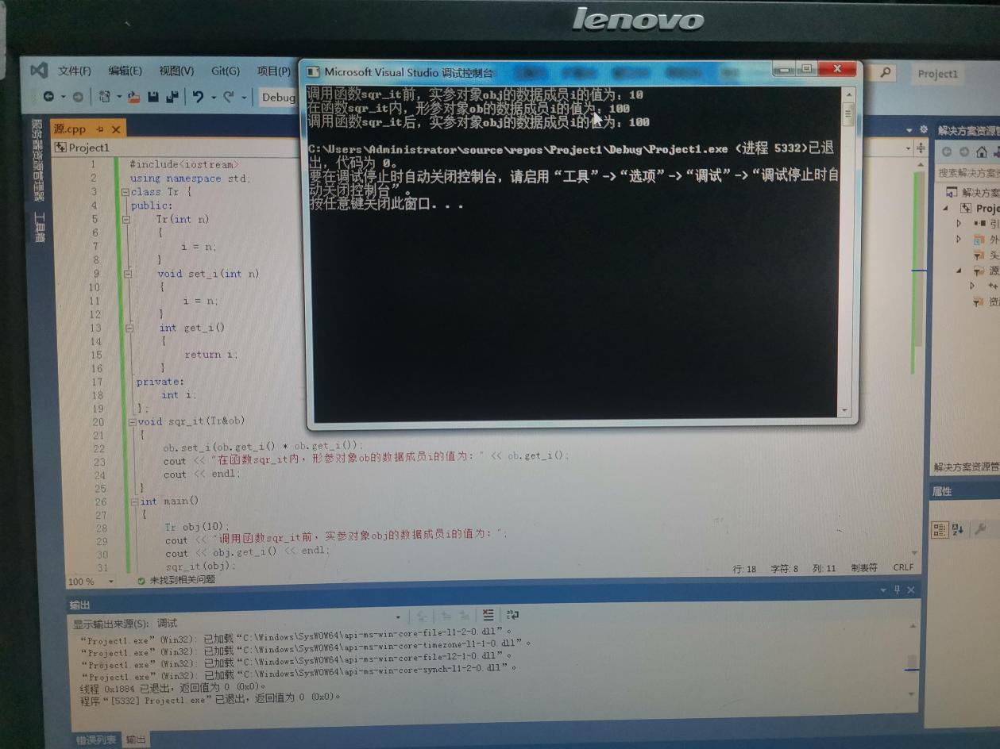 lenovo
文件(F) 编辑(E) 视图(V) Git(G) 项目(P)
Project1
Debug
Microsoft Visual Studio 调试控制台
调用函数sqr_it前，实参对象obj的数据成员i的值为：10
在函数sqr_it内，形参对象ob的数据成员i的值为：100
调用函数sqr_it后，实参对象obj的数据成员i的值为：100
C:\Users\Administrator\source\repos\Project1\Debug\Project1.exe (进程 5332)已退
出，代码为 0。
要在调试停止时自动关闭控制台，请启用“工具”->“选项”->“调试”->“调试停止时自
动关闭控制台”。
按任意键关闭此窗口. . .
服务器资源管理器
工具箱
源.cpp
Project1
1 #include<iostream>
2 using namespace std;
3 class Tr {
4 public:
5 Tr(int n)
6 {
7 i = n;
8 }
9 void set_i(int n)
10 {
11 i = n;
12 }
13 int get_i()
14 {
15 return i;
16 }
17 private:
18 int i;
19 };
20 void sqr_it(Tr&ob)
21 {
22 ob.set_i(ob.get_i() * ob.get_i());
23 cout << "在函数sqr_it内，形参对象ob的数据成员i的值为：" << ob.get_i();
24 cout << endl;
25 }
26 int main()
27 {
28 Tr obj(10);
29 cout << "调用函数sqr_it前，实参对象obj的数据成员i的值为：";
30 cout << obj.get_i() << endl;
31 sqr_it(obj);
100 %
未找到相关问题
行: 18 字符: 8 列: 11 制表符 CRLF
解决方案资源管
搜索解决方案资
解决方案
Proje
引
外
头
源
资
解决方案资源管
属性
输出
显示输出来源(S): 调试
“Project1.exe”(Win32): 已加载“C:\Windows\SysWOW64\api-ms-win-core-file-l1-2-0.dll”。
“Project1.exe”(Win32): 已加载“C:\Windows\SysWOW64\api-ms-win-core-timezone-l1-1-0.dll”。
“Project1.exe”(Win32): 已加载“C:\Windows\SysWOW64\api-ms-win-core-file-l2-1-0.dll”。
“Project1.exe”(Win32): 已加载“C:\Windows\SysWOW64\api-ms-win-core-synch-l1-2-0.dll”。
线程 0x1884 已退出，返回值为 0 (0x0)。
程序“[5332] Project1.exe”已退出，返回值为 0 (0x0)。
错误列表 输出